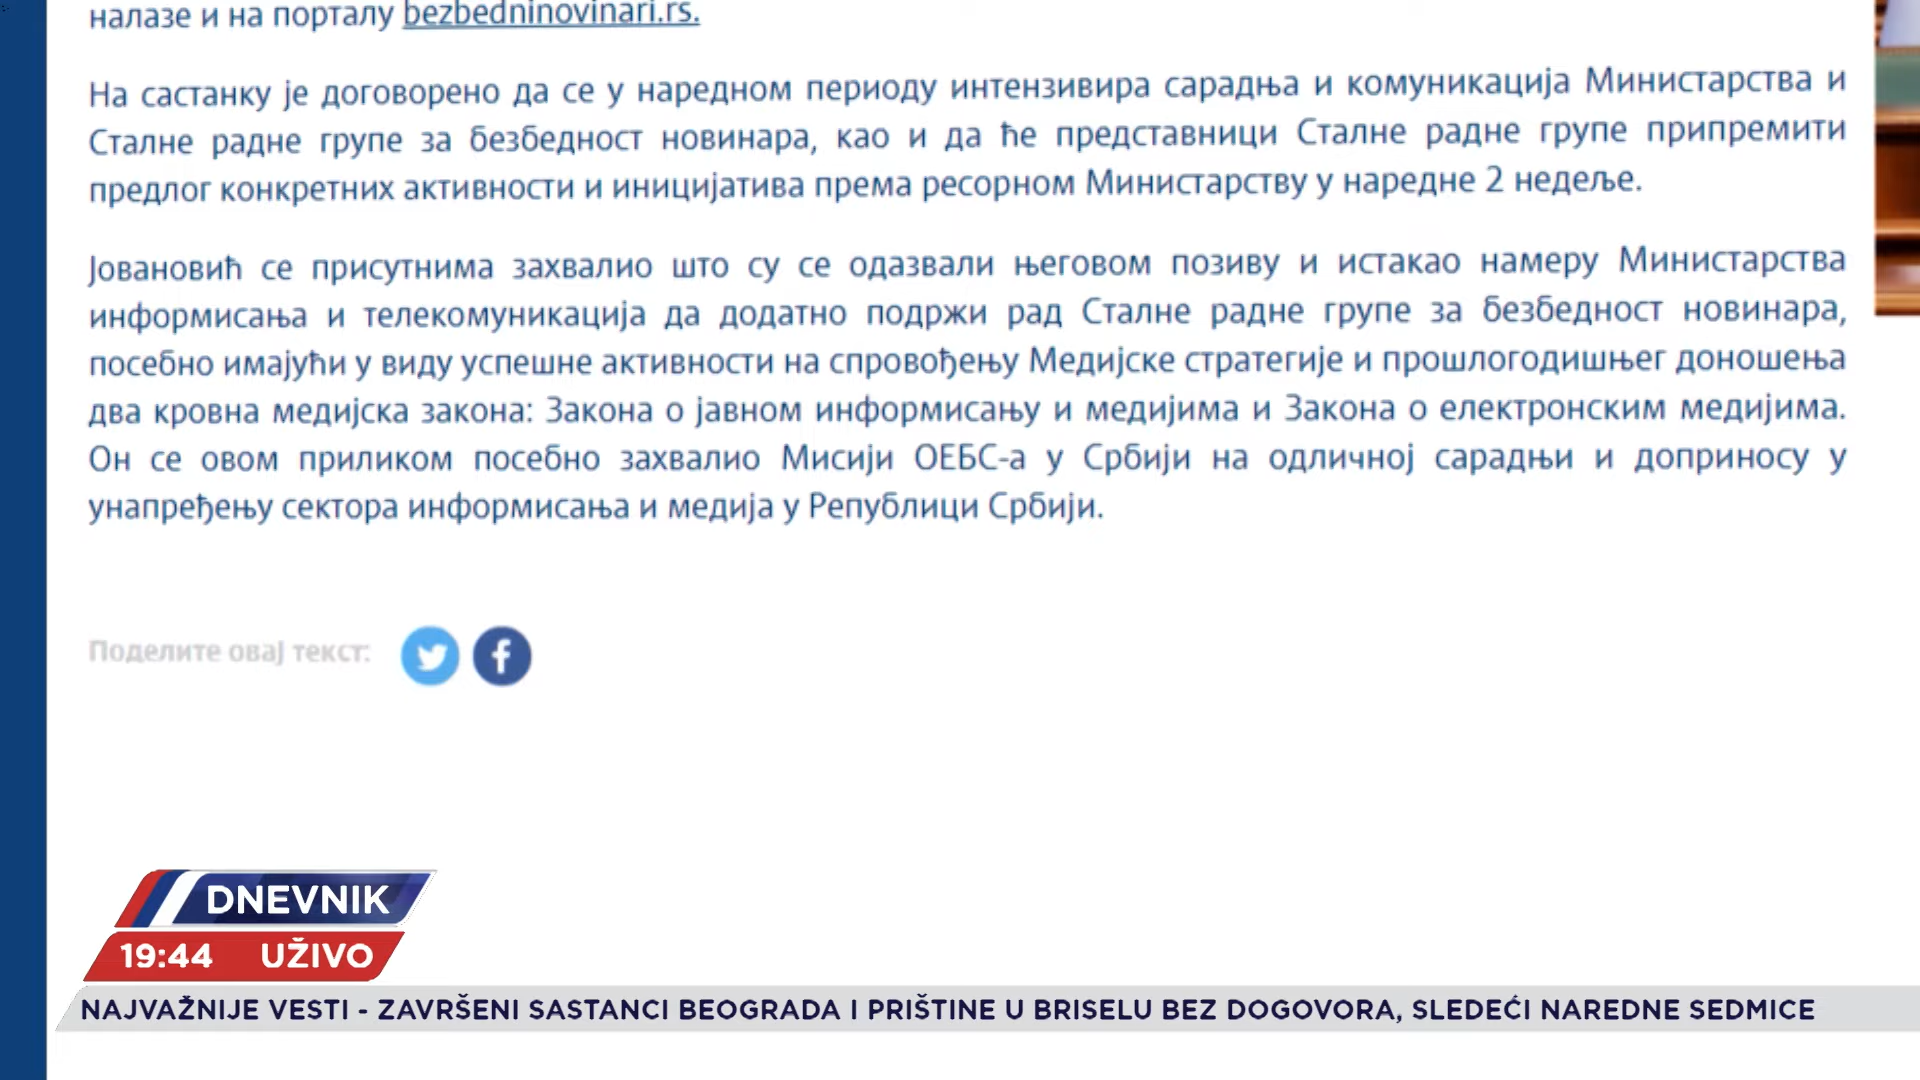 налазе и на порталу bezbedninovinari.rs.
На састанку је договорено да се у наредном периоду интензивира сарадња и комуникација Министарства и
Сталне радне групе за безбедност новинара, као и да ће представници Сталне радне групе припремити
предлог конкретних активности и иницијатива према ресорном Министарству у наредне 2 недеље.
Јовановић се присутнима захвалио што су се одазвали његовом позиву и истакао намеру Министарства
информисања и телекомуникација да додатно подржи рад Сталне радне групе за безбедност новинара,
посебно имајући у виду успешне активности на спровођењу Медијске стратегије и прошлогодишњег доношења
два кровна медијска закона: Закона о јавном информисању и медијима и Закона о електронским медијима.
Он се овом приликом посебно захвалио Мисији ОЕБС-а у Србији на одличној сарадњи и доприносу у
унапређењу сектора информисања и медија у Републици Србији.
Поделите овај текст:
DNEVNIK
19:44 UŽIVO
NAJVAŽNIJE VESTI - ZAVRŠENI SASTANCI BEOGRADA I PRIŠTINE U BRISELU BEZ DOGOVORA, SLEDEĆI NAREDNE SEDMICE